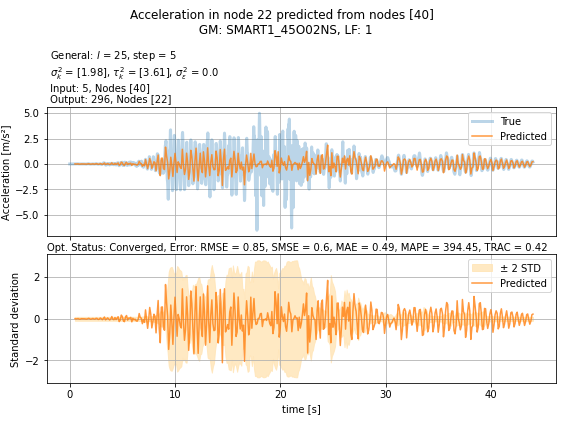 Acceleration in node 22 predicted from nodes [40]
GM: SMART1_45O02NS, LF: 1
General: l = 25, step = 5
σ²ₖ = [1.98], τ²ₖ = [3.61], σ²ε = 0.0
Input: 5, Nodes [40]
Output: 296, Nodes [22]
Acceleration [m/s²]
5.0
2.5
0.0
−2.5
−5.0
True
Predicted
Opt. Status: Converged, Error: RMSE = 0.85, SMSE = 0.6, MAE = 0.49, MAPE = 394.45, TRAC = 0.42
Standard deviation
2
0
−2
± 2 STD
Predicted
0
10
20
30
40
time [s]